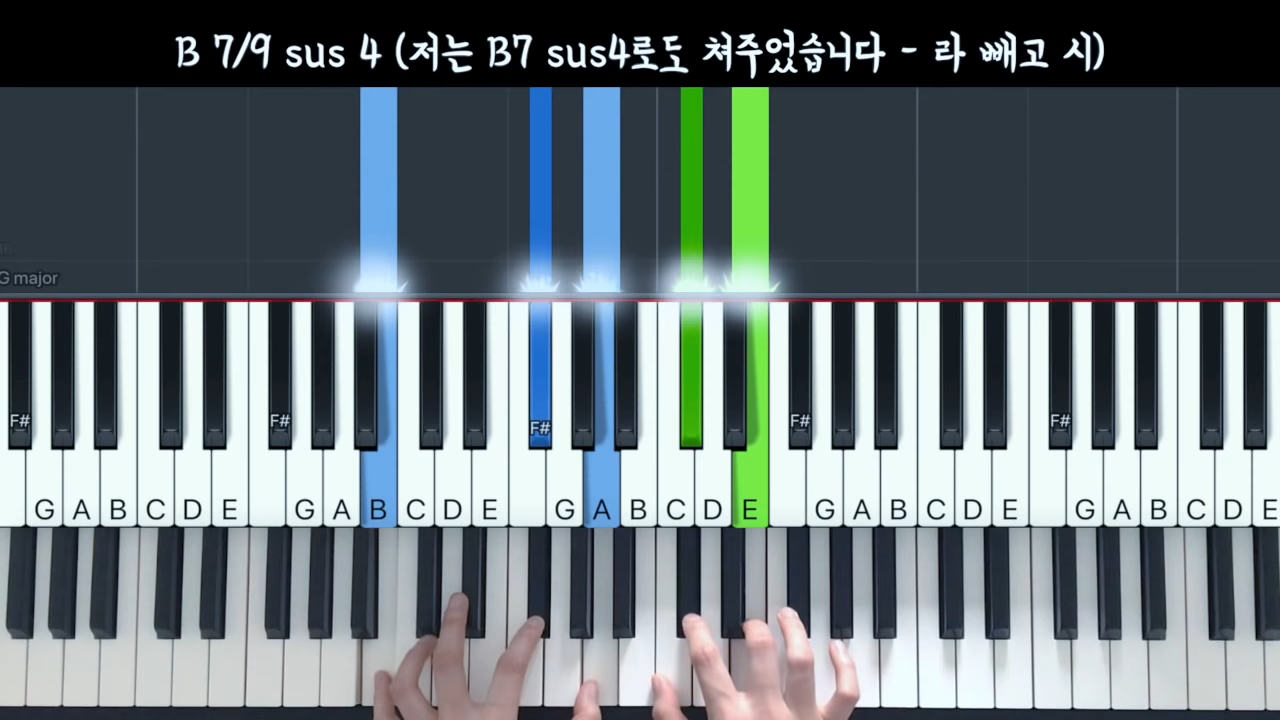 B 7/9 sus 4 (저는 B7 sus4로도 쳐주었습니다 - 라 빼고 시)
G major
F# F# F# F# F#
G A B C D E G A B C D E G A B C D E G A B C D E G A B C D E